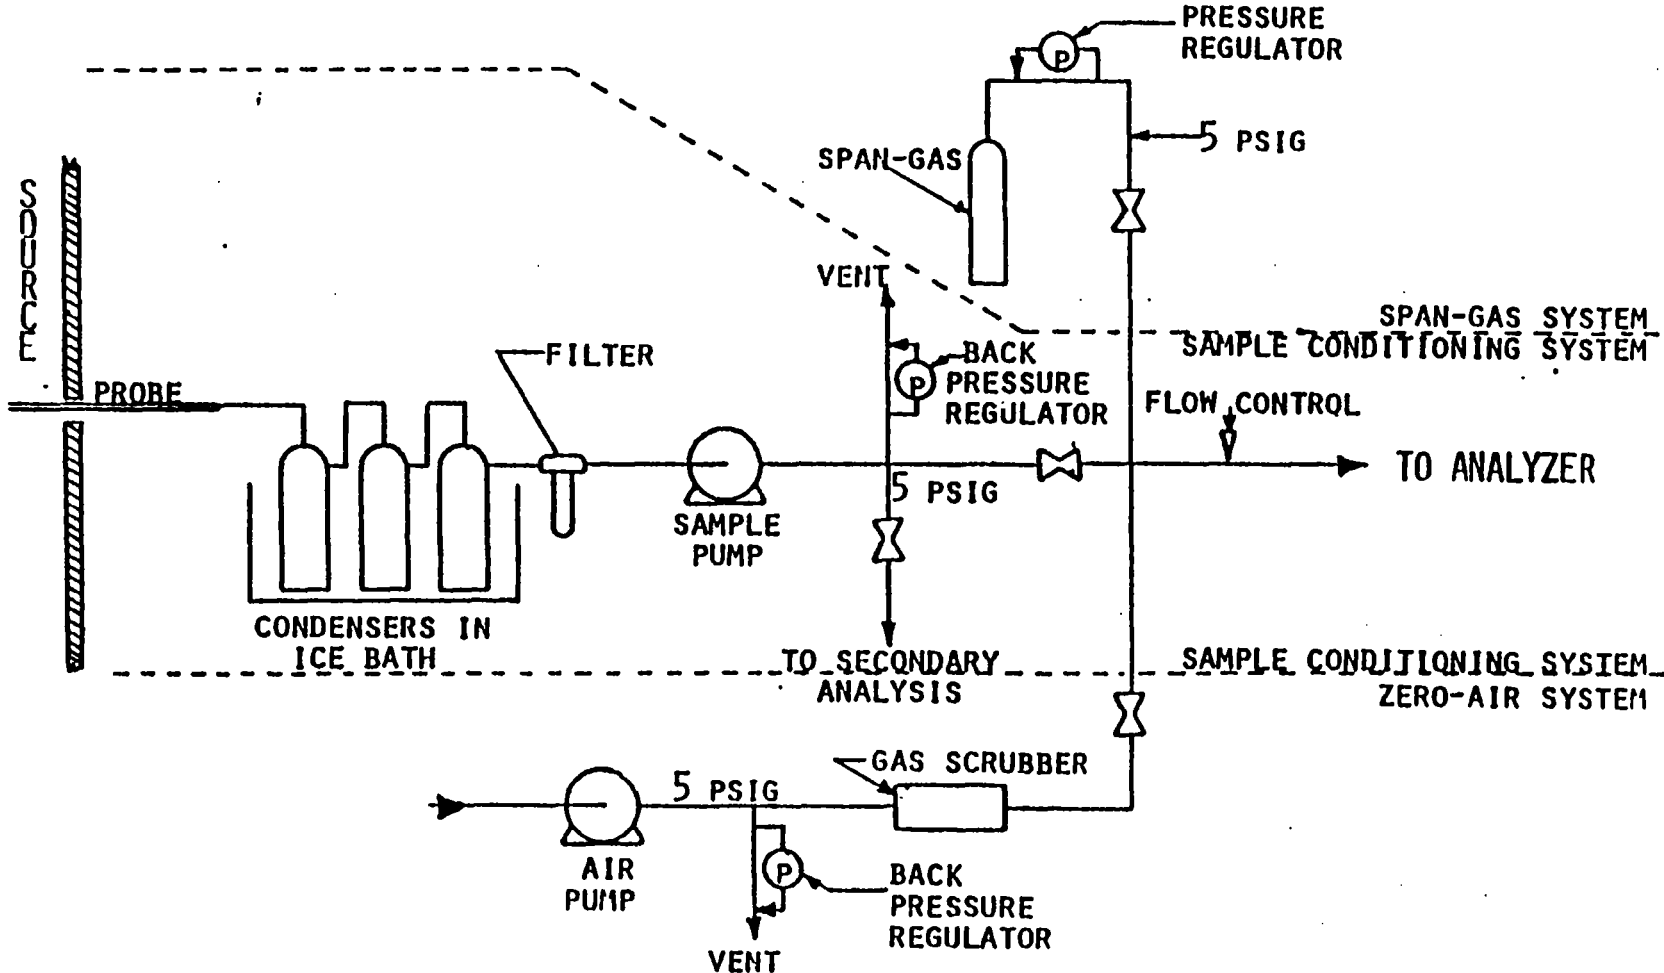 PRESSURE
REGULATOR
P
5 PSIG
SPAN-GAS
SOURCE
VENT
SPAN-GAS SYSTEM
SAMPLE CONDITIONING SYSTEM
FILTER
BACK
PRESSURE
REGULATOR
P
PROBE
FLOW CONTROL
TO ANALYZER
5 PSIG
SAMPLE
PUMP
CONDENSERS IN
ICE BATH
TO SECONDARY
ANALYSIS
SAMPLE CONDITIONING SYSTEM
ZERO-AIR SYSTEM
GAS SCRUBBER
5 PSIG
AIR
PUMP
P
BACK
PRESSURE
REGULATOR
VENT